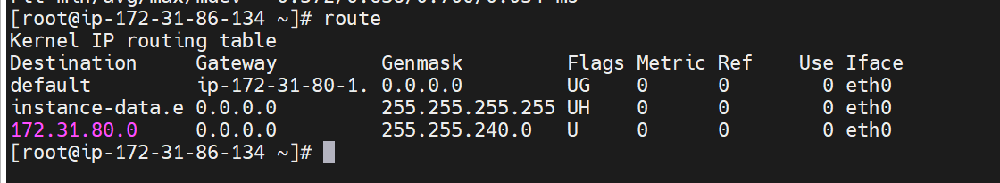 [root@ip-172-31-86-134 ~]# route
Kernel IP routing table
Destination     Gateway         Genmask         Flags Metric Ref    Use Iface
default         ip-172-31-80-1. 0.0.0.0         UG    0      0        0 eth0
instance-data.e 0.0.0.0         255.255.255.255 UH    0      0        0 eth0
172.31.80.0     0.0.0.0         255.255.240.0   U     0      0        0 eth0
[root@ip-172-31-86-134 ~]#